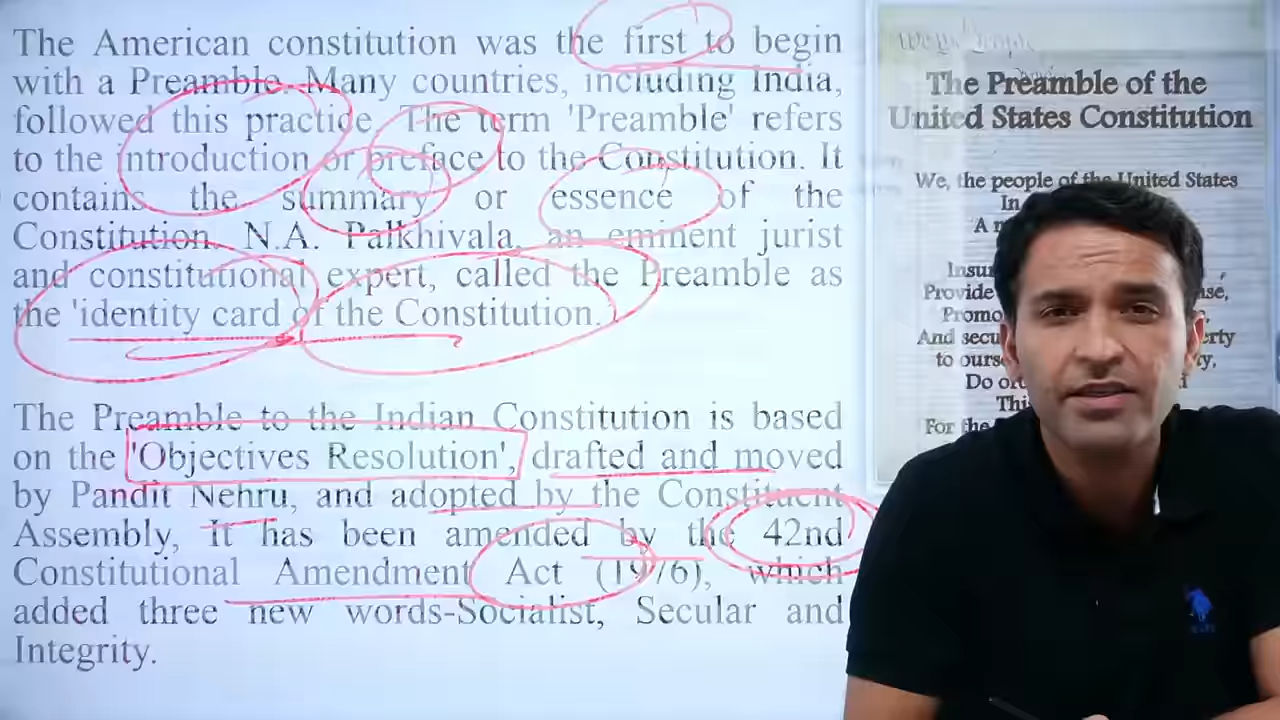 The American constitution was the first to begin
with a Preamble. Many countries, including India,
followed this practice. The term 'Preamble' refers
to the introduction or preface to the Constitution. It
contains the summary or essence of the
Constitution. N.A. Palkhivala, an eminent jurist
and constitutional expert, called the Preamble as
the 'identity card of the Constitution.
The Preamble to the Indian Constitution is based
on the 'Objectives Resolution', drafted and moved
by Pandit Nehru, and adopted by the Constituent
Assembly, It has been amended by the 42nd
Constitutional Amendment Act (1976), which
added three new words-Socialist, Secular and
Integrity.
The Preamble of the
United States Constitution
We, the people of the United States
In
Provide
And
For the